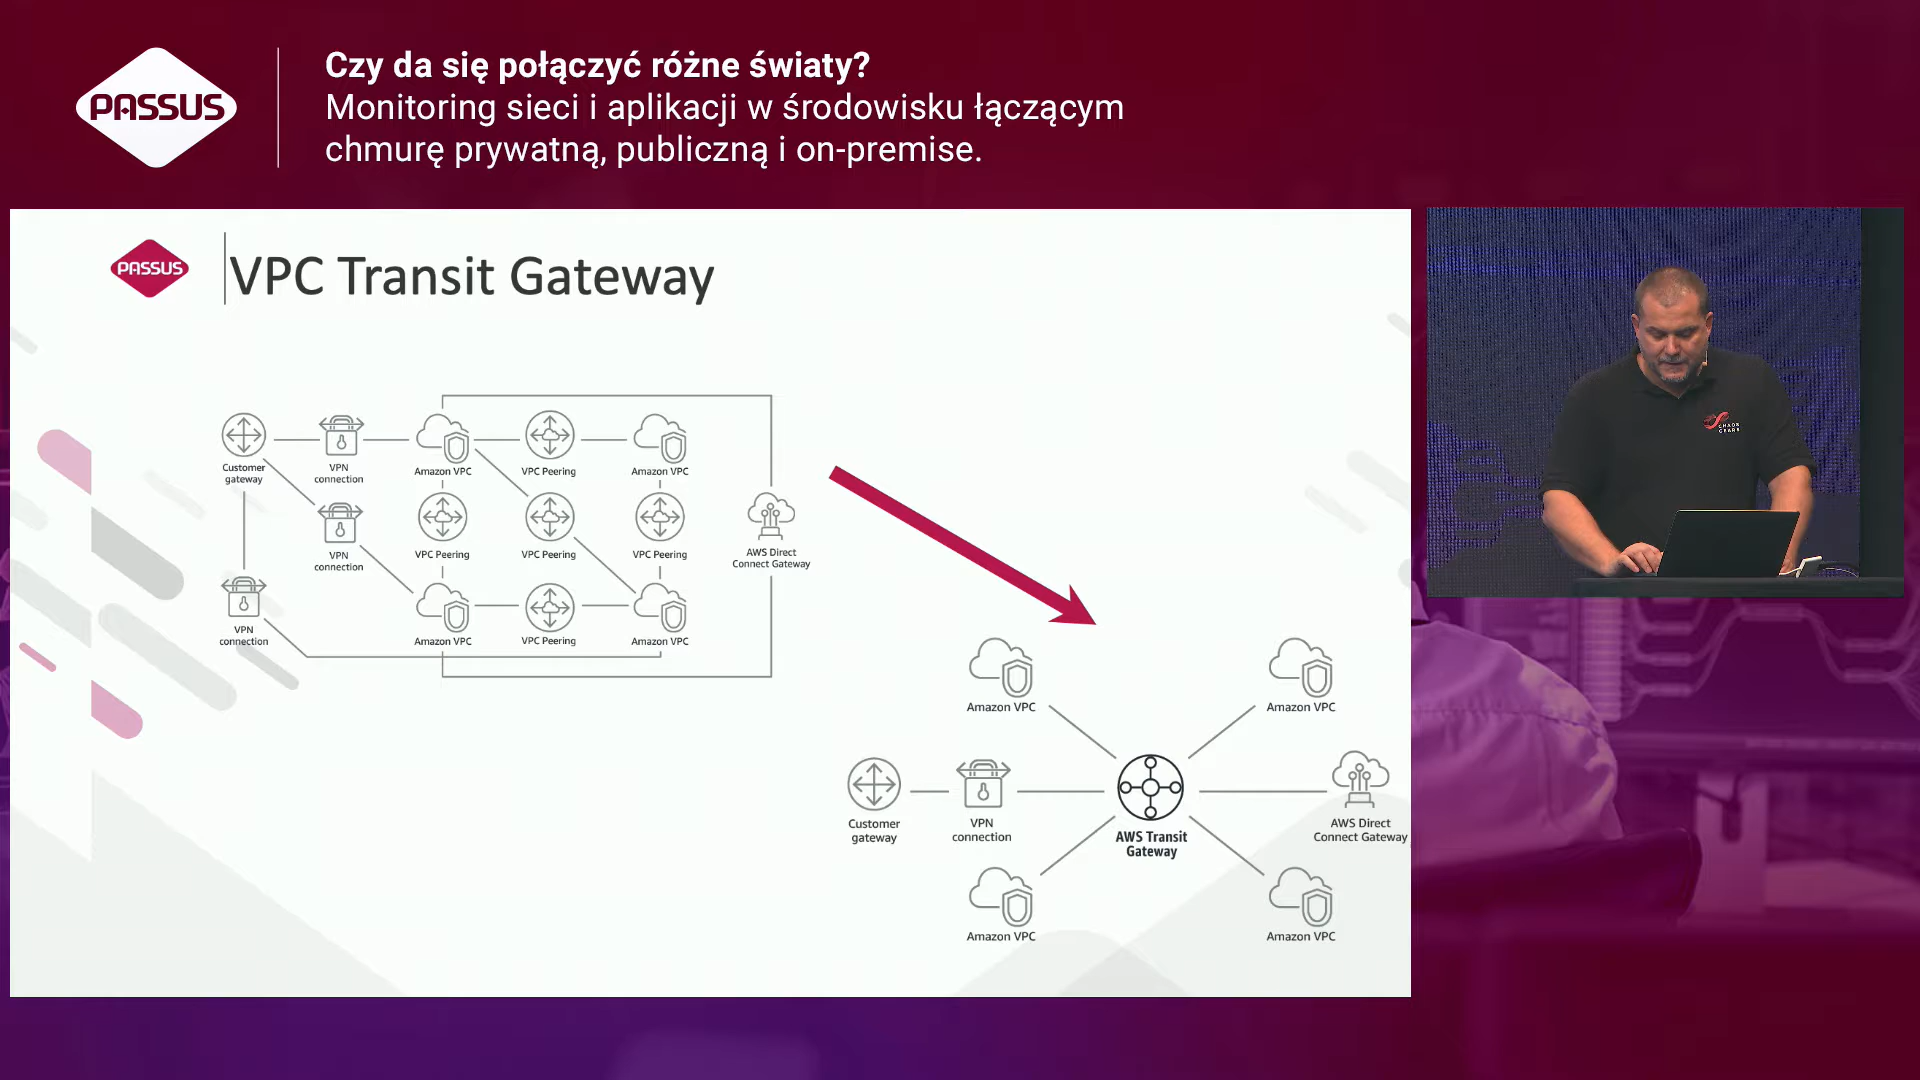 PASSUS
Czy da się połączyć różne światy?
Monitoring sieci i aplikacji w środowisku łączącym
chmurę prywatną, publiczną i on-premise.
PASSUS
VPC Transit Gateway
Customer
gateway
VPN
connection
Amazon VPC
VPC Peering
Amazon VPC
VPN
connection
VPC Peering
VPC Peering
VPC Peering
AWS Direct
Connect Gateway
VPN
connection
Amazon VPC
VPC Peering
Amazon VPC
Amazon VPC
Amazon VPC
Customer
gateway
VPN
connection
AWS Transit
Gateway
AWS Direct
Connect Gateway
Amazon VPC
Amazon VPC
CHAOS
GEARS